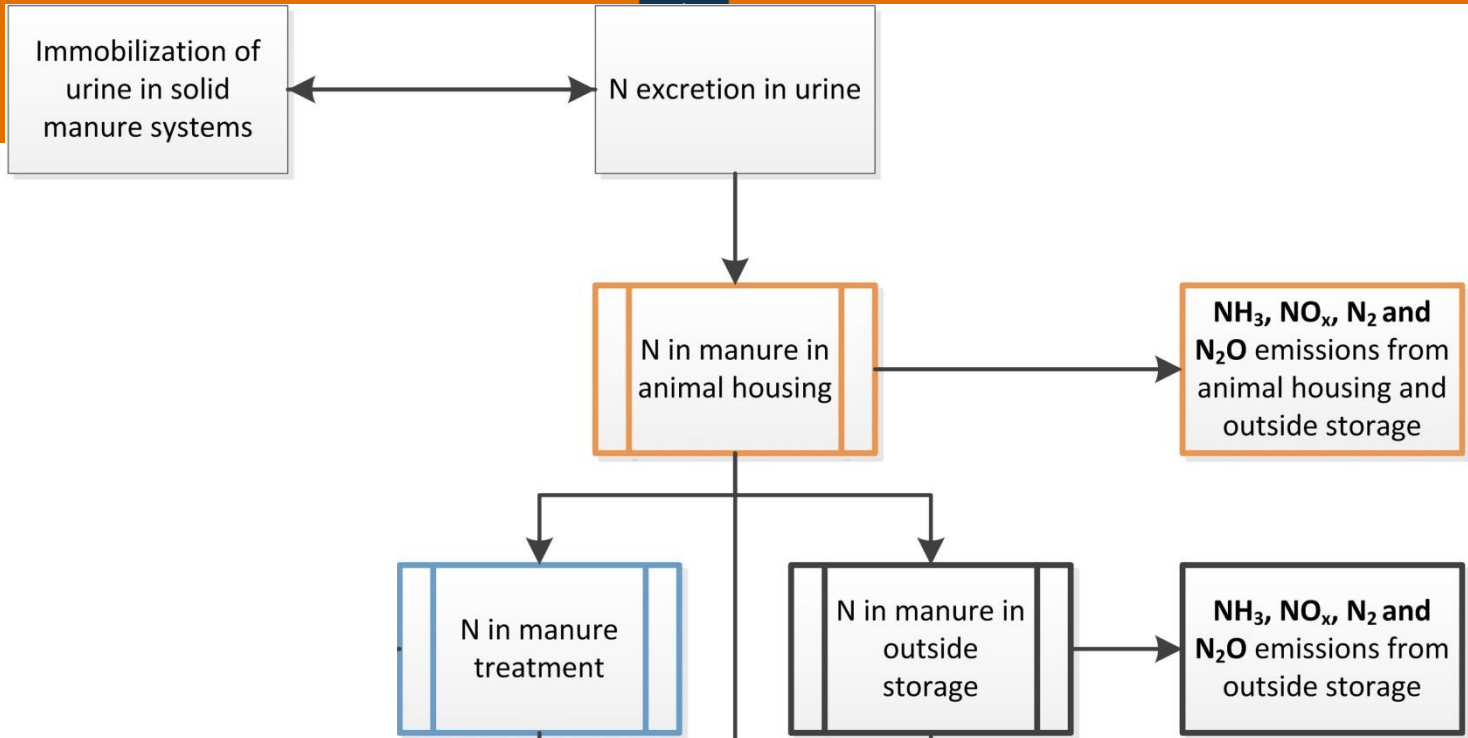 Immobilization of
urine in solid
manure systems
N excretion in urine
N in manure in
animal housing
NH₃, NOₓ, N₂ and
N₂O emissions from
animal housing and
outside storage
N in manure
treatment
N in manure in
outside
storage
NH₃, NOₓ, N₂ and
N₂O emissions from
outside storage